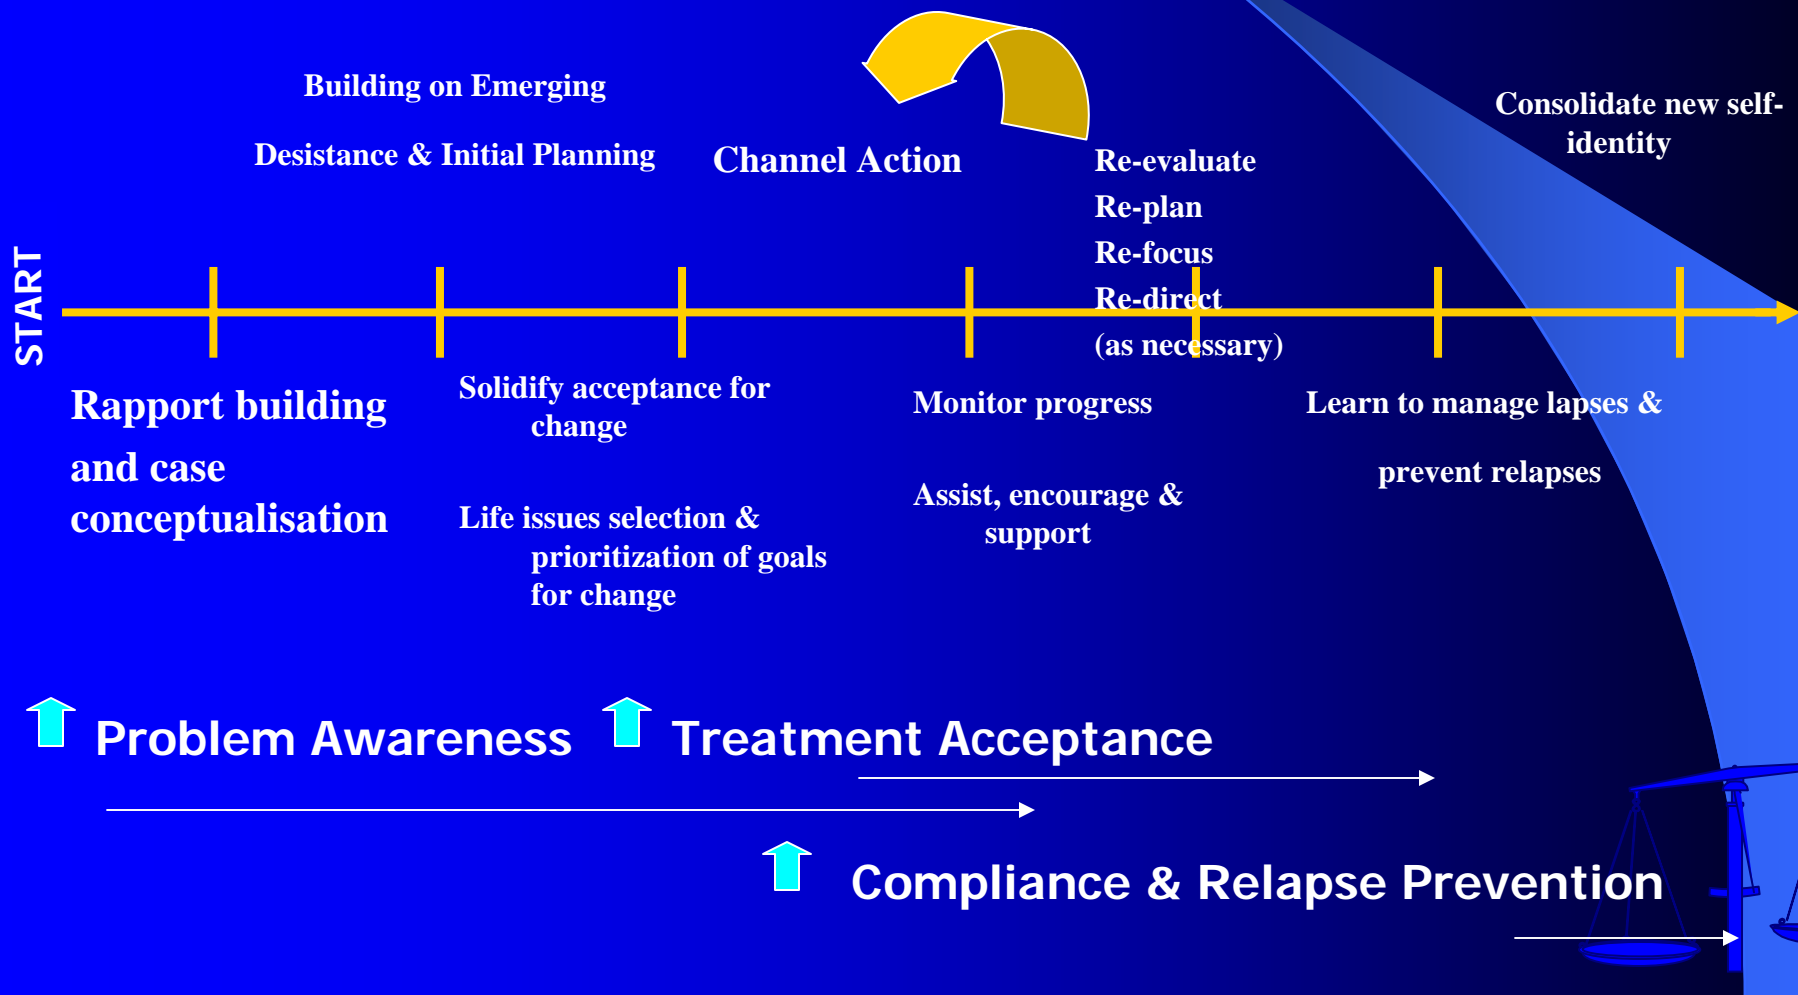 Building on Emerging
Desistance & Initial Planning
Channel Action
Re-evaluate
Re-plan
Re-focus
Re-direct
(as necessary)
Consolidate new self-
identity
START
Rapport building
and case
conceptualisation
Solidify acceptance for
change
Life issues selection &
prioritization of goals
for change
Monitor progress
Assist, encourage &
support
Learn to manage lapses &
prevent relapses
Problem Awareness
Treatment Acceptance
Compliance & Relapse Prevention